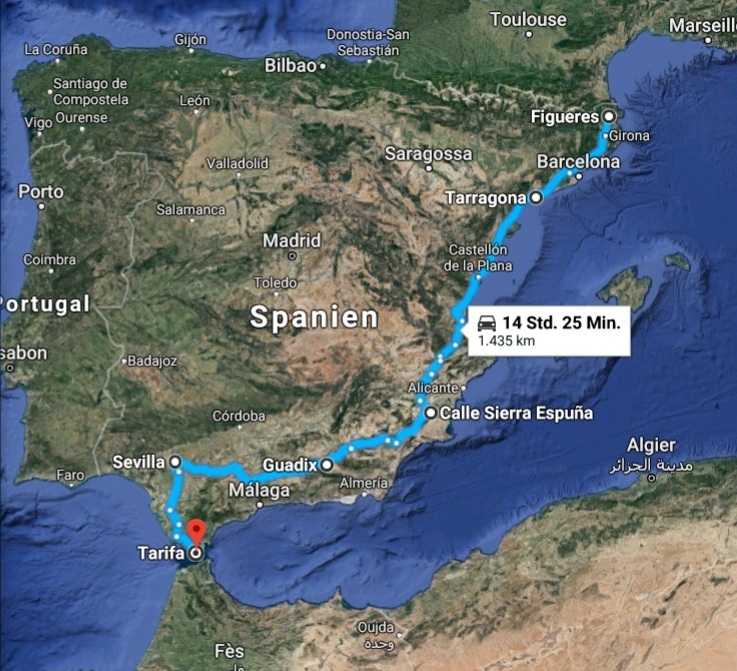 Toulouse
Marseill
Donostia-San
Sebastián
Gijón
La Coruña
Bilbao
Santiago de
Compostela
León
Figueres
Vigo
Ourense
Girona
Saragossa
Barcelona
Valladolid
Porto
Tarragona
Salamanca
Madrid
Castellón
de la Plana
Coimbra
Toledo
Portugal
Spanien
14 Std. 25 Min.
1.435 km
sabon
Badajoz
Alicante
Calle Sierra Espuña
Córdoba
Algier
مدينة الجزائر
Sevilla
Guadix
Faro
Málaga
Almería
Tarifa
Oujda
وجدة
Fès
فا